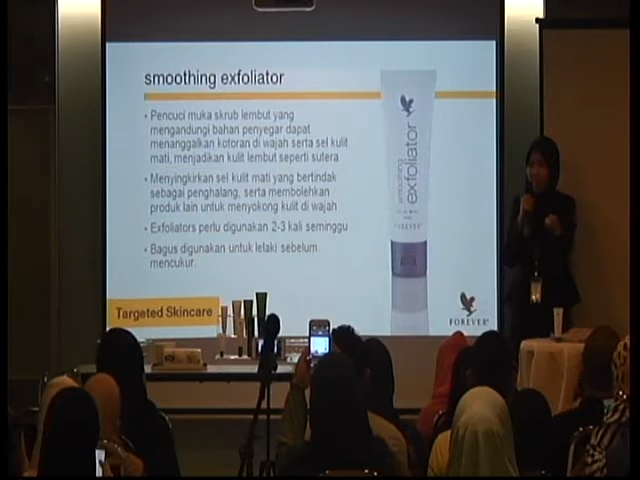 smoothing exfoliator
• Pencuci muka skrub lembut yang
mengandungi bahan penyegar dapat
menanggalkan kotoran di wajah serta sel kulit
mati, menjadikan kulit lembut seperti sutera
• Menyingkirkan sel kulit mati yang bertindak
sebagai penghalang, serta membolehkan
produk lain untuk menyokong kulit di wajah
• Exfoliators perlu digunakan 2-3 kali seminggu
• Bagus digunakan untuk lelaki sebelum
mencukur.
smoothing
exfoliator
FOREVER
Targeted Skincare
FOREVER